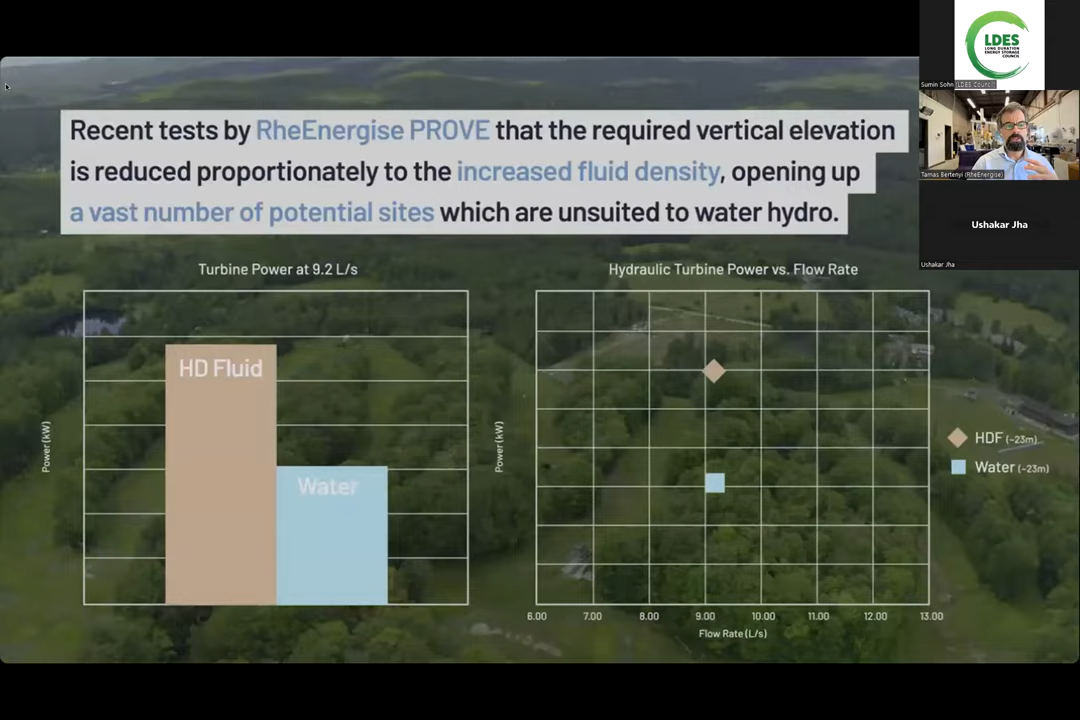 Recent tests by RheEnergise PROVE that the required vertical elevation
is reduced proportionately to the increased fluid density, opening up
a vast number of potential sites which are unsuited to water hydro.
Turbine Power at 9.2 L/s
Power (kW)
HD Fluid
Water
Hydraulic Turbine Power vs. Flow Rate
Power (kW)
6.00 7.00 8.00 9.00 10.00 11.00 12.00 13.00
Flow Rate (L/s)
HDF (~23m)
Water (~23m)
LDES
LONG DURATION
ENERGY STORAGE
COUNCIL
Sumin Sohn (LDES Council)
Tamas Bertenyi (RheEnergise)
Ushakar Jha
Ushakar Jha